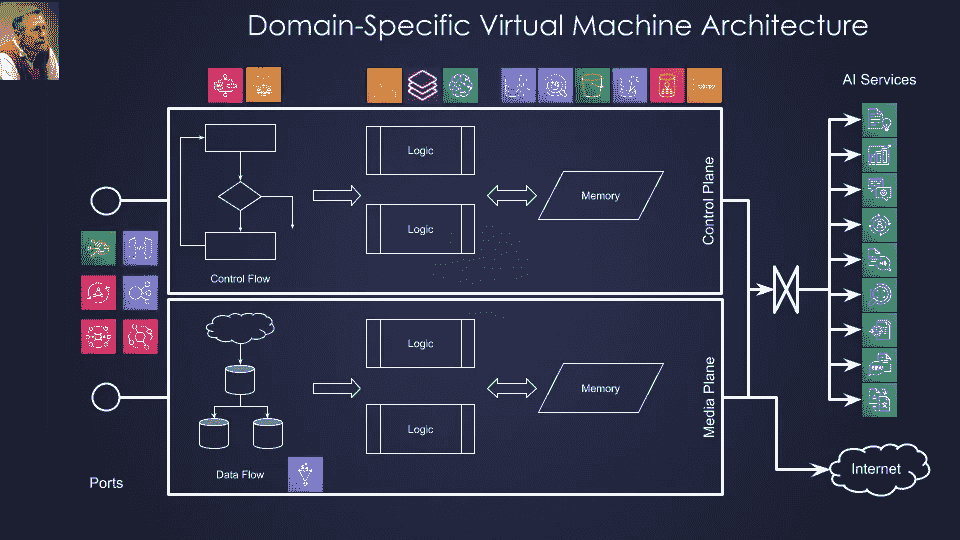 Domain-Specific Virtual Machine Architecture
AI Services
Logic
Logic
Memory
Control Flow
Control Plane
Logic
Logic
Memory
Data Flow
Media Plane
Ports
Internet